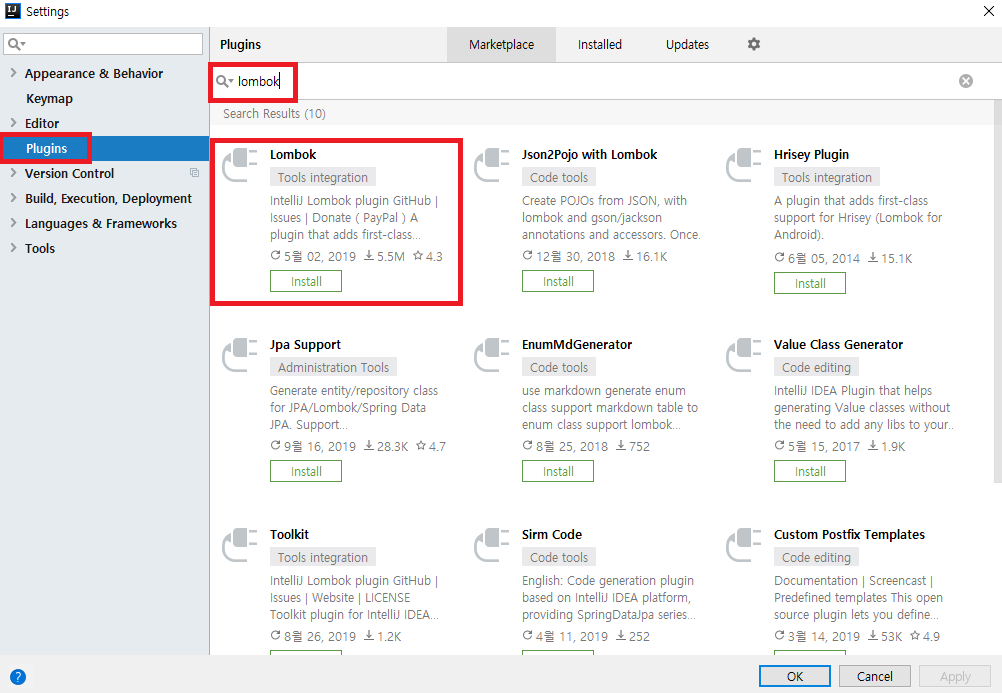 Settings
Plugins
Marketplace
Installed
Updates
lombok
Search Results (10)
Appearance & Behavior
Keymap
Editor
Plugins
Version Control
Build, Execution, Deployment
Languages & Frameworks
Tools
Lombok
Tools integration
IntelliJ Lombok plugin GitHub |
Issues | Donate ( PayPal ) A
plugin that adds first-class...
5월 02, 2019 5.5M 4.3
Install
Json2Pojo with Lombok
Code tools
Create POJOs from JSON, with
lombok and gson/jackson
annotations and accessors. Once.
12월 30, 2018 16.1K
Install
Hrisey Plugin
Tools integration
A plugin that adds first-class
support for Hrisey (Lombok for
Android).
6월 05, 2014 15.1K
Install
Jpa Support
Administration Tools
Generate entity/repository class
for JPA/Lombok/Spring Data
JPA. Support...
9월 16, 2019 28.3K 4.7
Install
EnumMdGenerator
Code tools
use markdown generate enum
class support markdown table to
enum class support lombok...
8월 25, 2018 752
Install
Value Class Generator
Code editing
IntelliJ IDEA Plugin that helps
generating Value classes without
the need to add any libs to your..
5월 15, 2017 1.9K
Install
Toolkit
Tools integration
IntelliJ Lombok plugin GitHub |
Issues | Website | LICENSE
Toolkit plugin for IntelliJ IDEA...
8월 26, 2019 1.2K
Sirm Code
Code tools
English: Code generation plugin
based on IntelliJ IDEA platform,
providing SpringDataJpa series...
4월 11, 2019 252
Custom Postfix Templates
Code editing
Documentation | Screencast |
Predefined templates This open
source plugin lets you define...
3월 14, 2019 53K 4.9
?
OK
Cancel
Apply